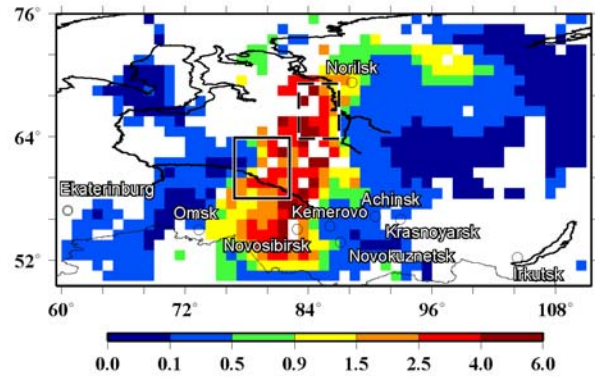 76°
Norilsk
64°
Ekaterinburg
Achinsk
Omsk
Kemerovo
Krasnoyarsk
Novosibirsk
Novokuznetsk
52°
Irkutsk
60 72 84 96 108
0.0 0.1 0.5 0.9 1.5 2.5 4.0 6.0